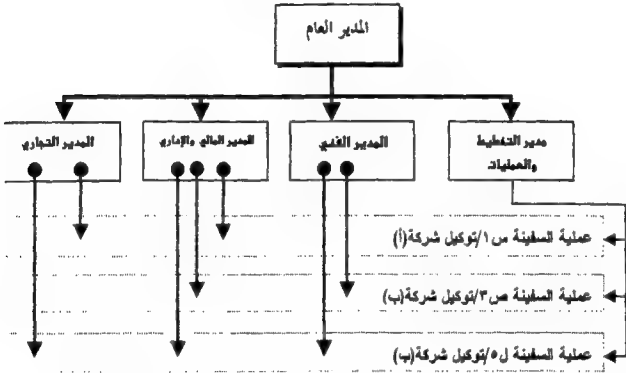 المدير العام
مدير التخطيط
والعمليات
المدير الفني
المدير المالي والإداري
المدير التجاري
عملية السفينة س١/توكيل شركة(أ)
عملية السفينة ص٣/توكيل شركة(ب)
عملية السفينة ل٥/توكيل شركة(ب)